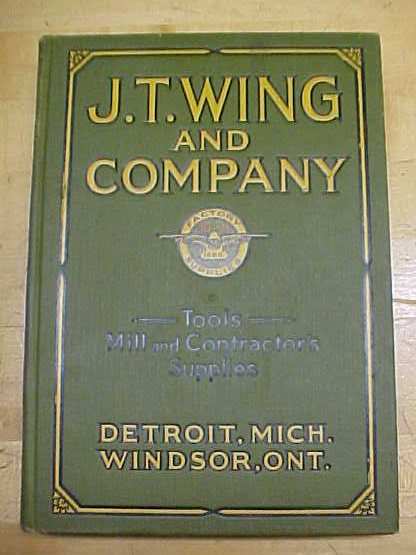 J.T. WING
AND
COMPANY
FACTORY
SUPPLIES
Tools
Mill and Contractor's
Supplies
DETROIT, MICH.
WINDSOR, ONT.